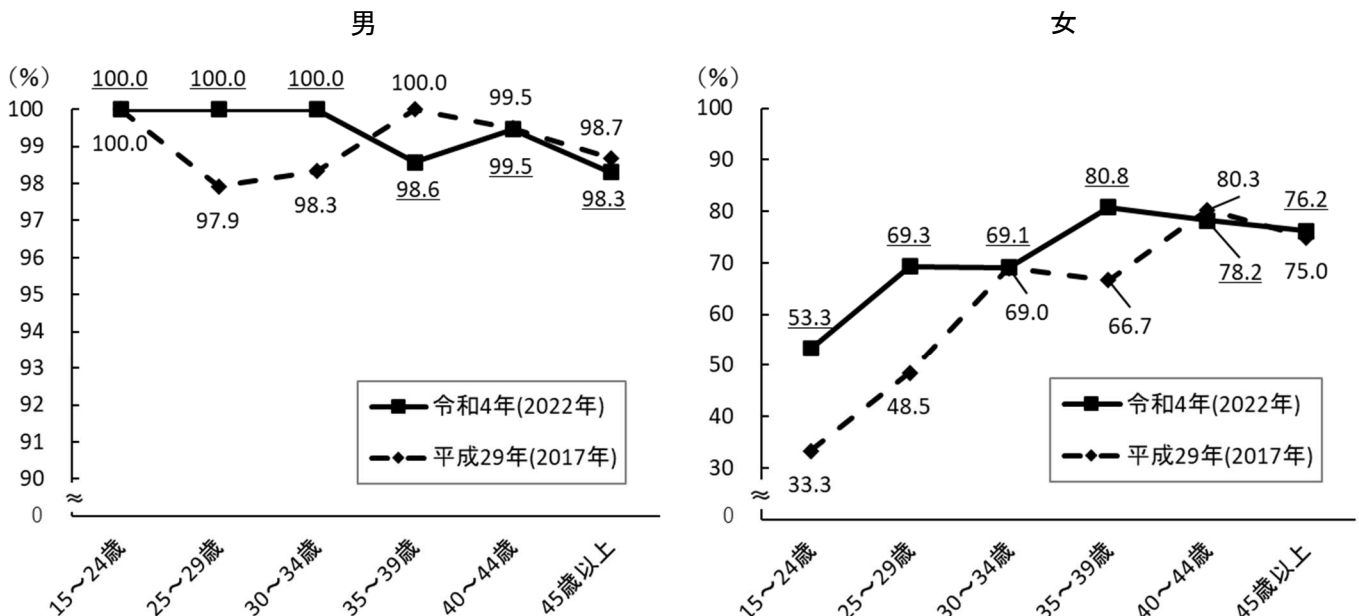 男
(%)
100.0 100.0 100.0 100.0 99.5 98.7
100.0 97.9 98.3 98.6 99.5 98.3
100
99
98
97
96
95
94
93
92
91
90
≈
0
令和4年(2022年)
平成29年(2017年)
15～24歳
25～29歳
30～34歳
35～39歳
40～44歳
45歳以上
女
(%)
53.3 69.3 69.1 80.8 80.3 76.2
33.3 48.5 69.0 66.7 78.2 75.0
100
90
80
70
60
50
40
30
≈
0
令和4年(2022年)
平成29年(2017年)
15～24歳
25～29歳
30～34歳
35～39歳
40～44歳
45歳以上